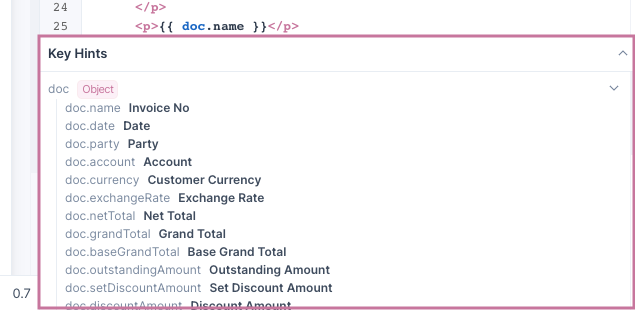 24 </p>
25 <p>{{ doc.name }}</p>
Key Hints
doc Object
doc.name Invoice No
doc.date Date
doc.party Party
doc.account Account
doc.currency Customer Currency
doc.exchangeRate Exchange Rate
doc.netTotal Net Total
doc.grandTotal Grand Total
doc.baseGrandTotal Base Grand Total
doc.outstandingAmount Outstanding Amount
doc.setDiscountAmount Set Discount Amount
doc.discountAmount Discount Amount
0.7